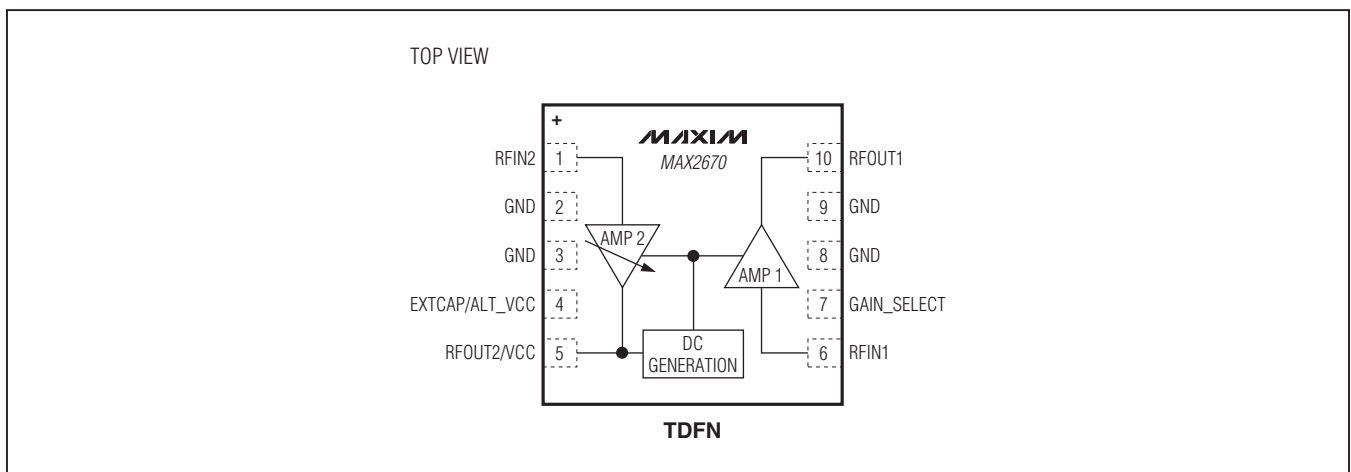 TOP VIEW
+
MAXIM
MAX2670
RFIN2 1
10 RFOUT1
GND 2
9 GND
AMP 2
GND 3
8 GND
AMP 1
EXTCAP/ALT_VCC 4
7 GAIN_SELECT
RFOUT2/VCC 5
DC
GENERATION
6 RFIN1
TDFN